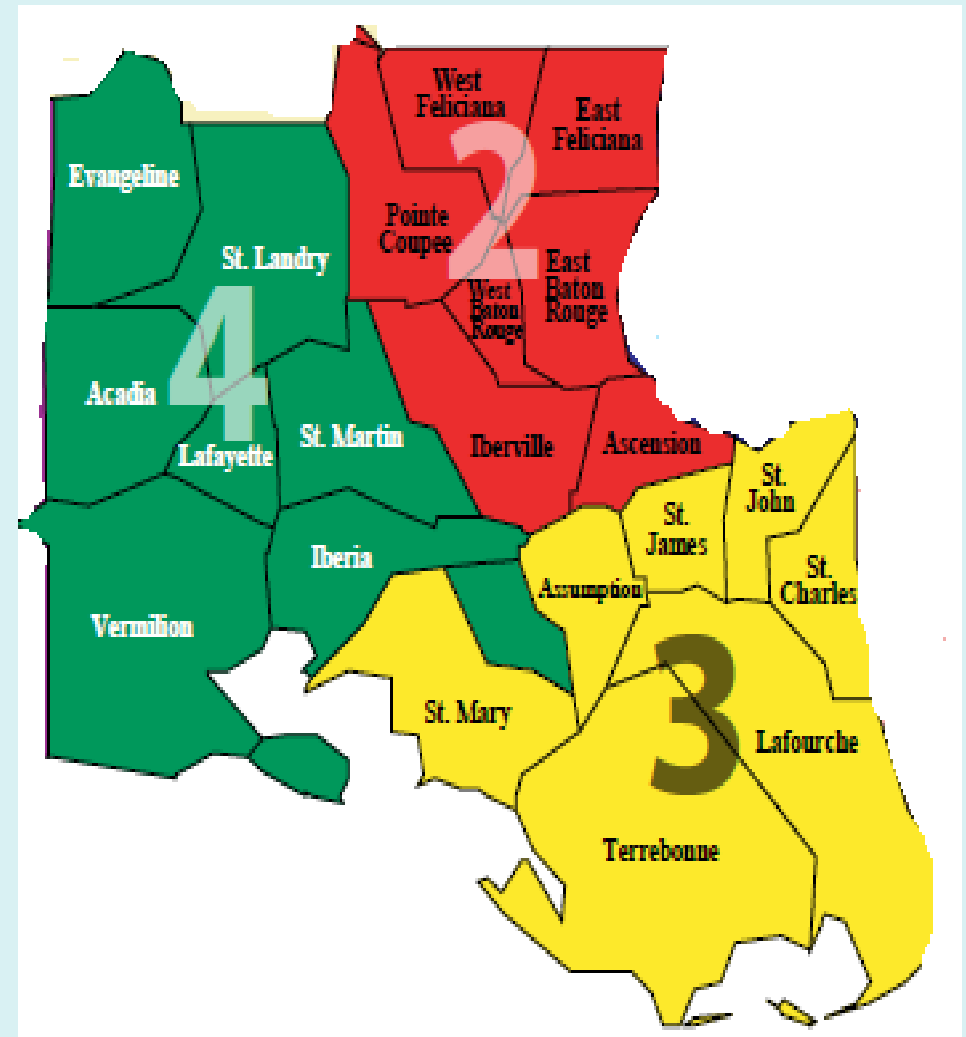 West
Feliciana
East
Feliciana
2
Evangeline
Pointe
Coupee
St. Landry
West
Baton
Rouge
East
Baton
Rouge
4
Acadia
Lafayette
St. Martin
Iberville
Ascension
St.
John
St.
James
Iberia
Assumption
St.
Charles
Vermilion
3
St. Mary
Lafourche
Terrebonne